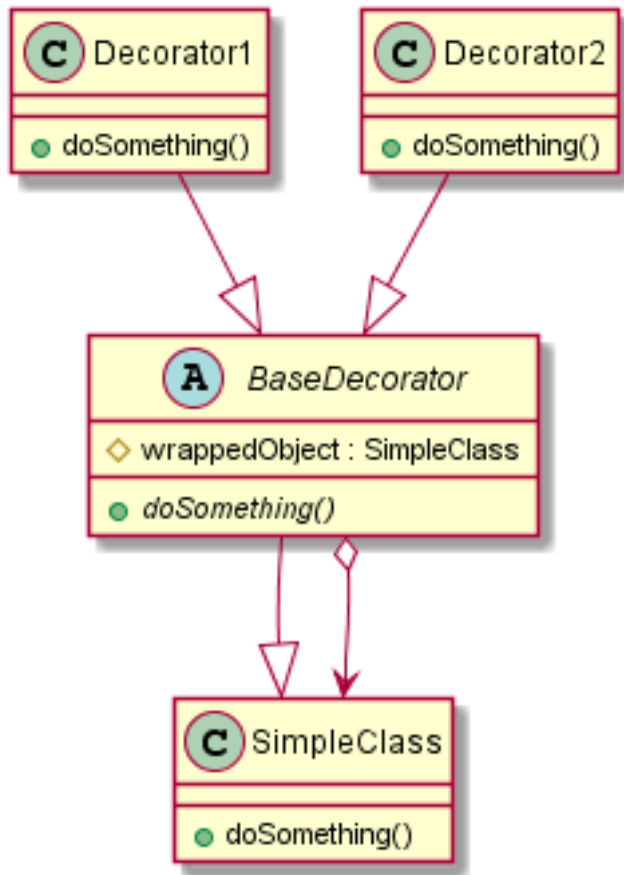 C Decorator1
doSomething()
C Decorator2
doSomething()
A BaseDecorator
wrappedObject : SimpleClass
doSomething()
C SimpleClass
doSomething()